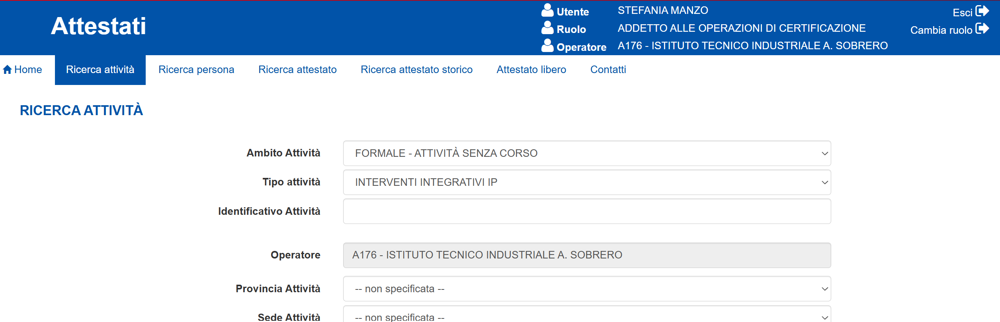 Attestati
Utente STEFANIA MANZO
Ruolo ADDETTO ALLE OPERAZIONI DI CERTIFICAZIONE
Operatore A176 - ISTITUTO TECNICO INDUSTRIALE A. SOBRERO
Esci
Cambia ruolo
Home Ricerca attività Ricerca persona Ricerca attestato Ricerca attestato storico Attestato libero Contatti
RICERCA ATTIVITÀ
Ambito Attività FORMALE - ATTIVITÀ SENZA CORSO
Tipo attività INTERVENTI INTEGRATIVI IP
Identificativo Attività
Operatore A176 - ISTITUTO TECNICO INDUSTRIALE A. SOBRERO
Provincia Attività -- non specificata --
Sede Attività -- non specificata --